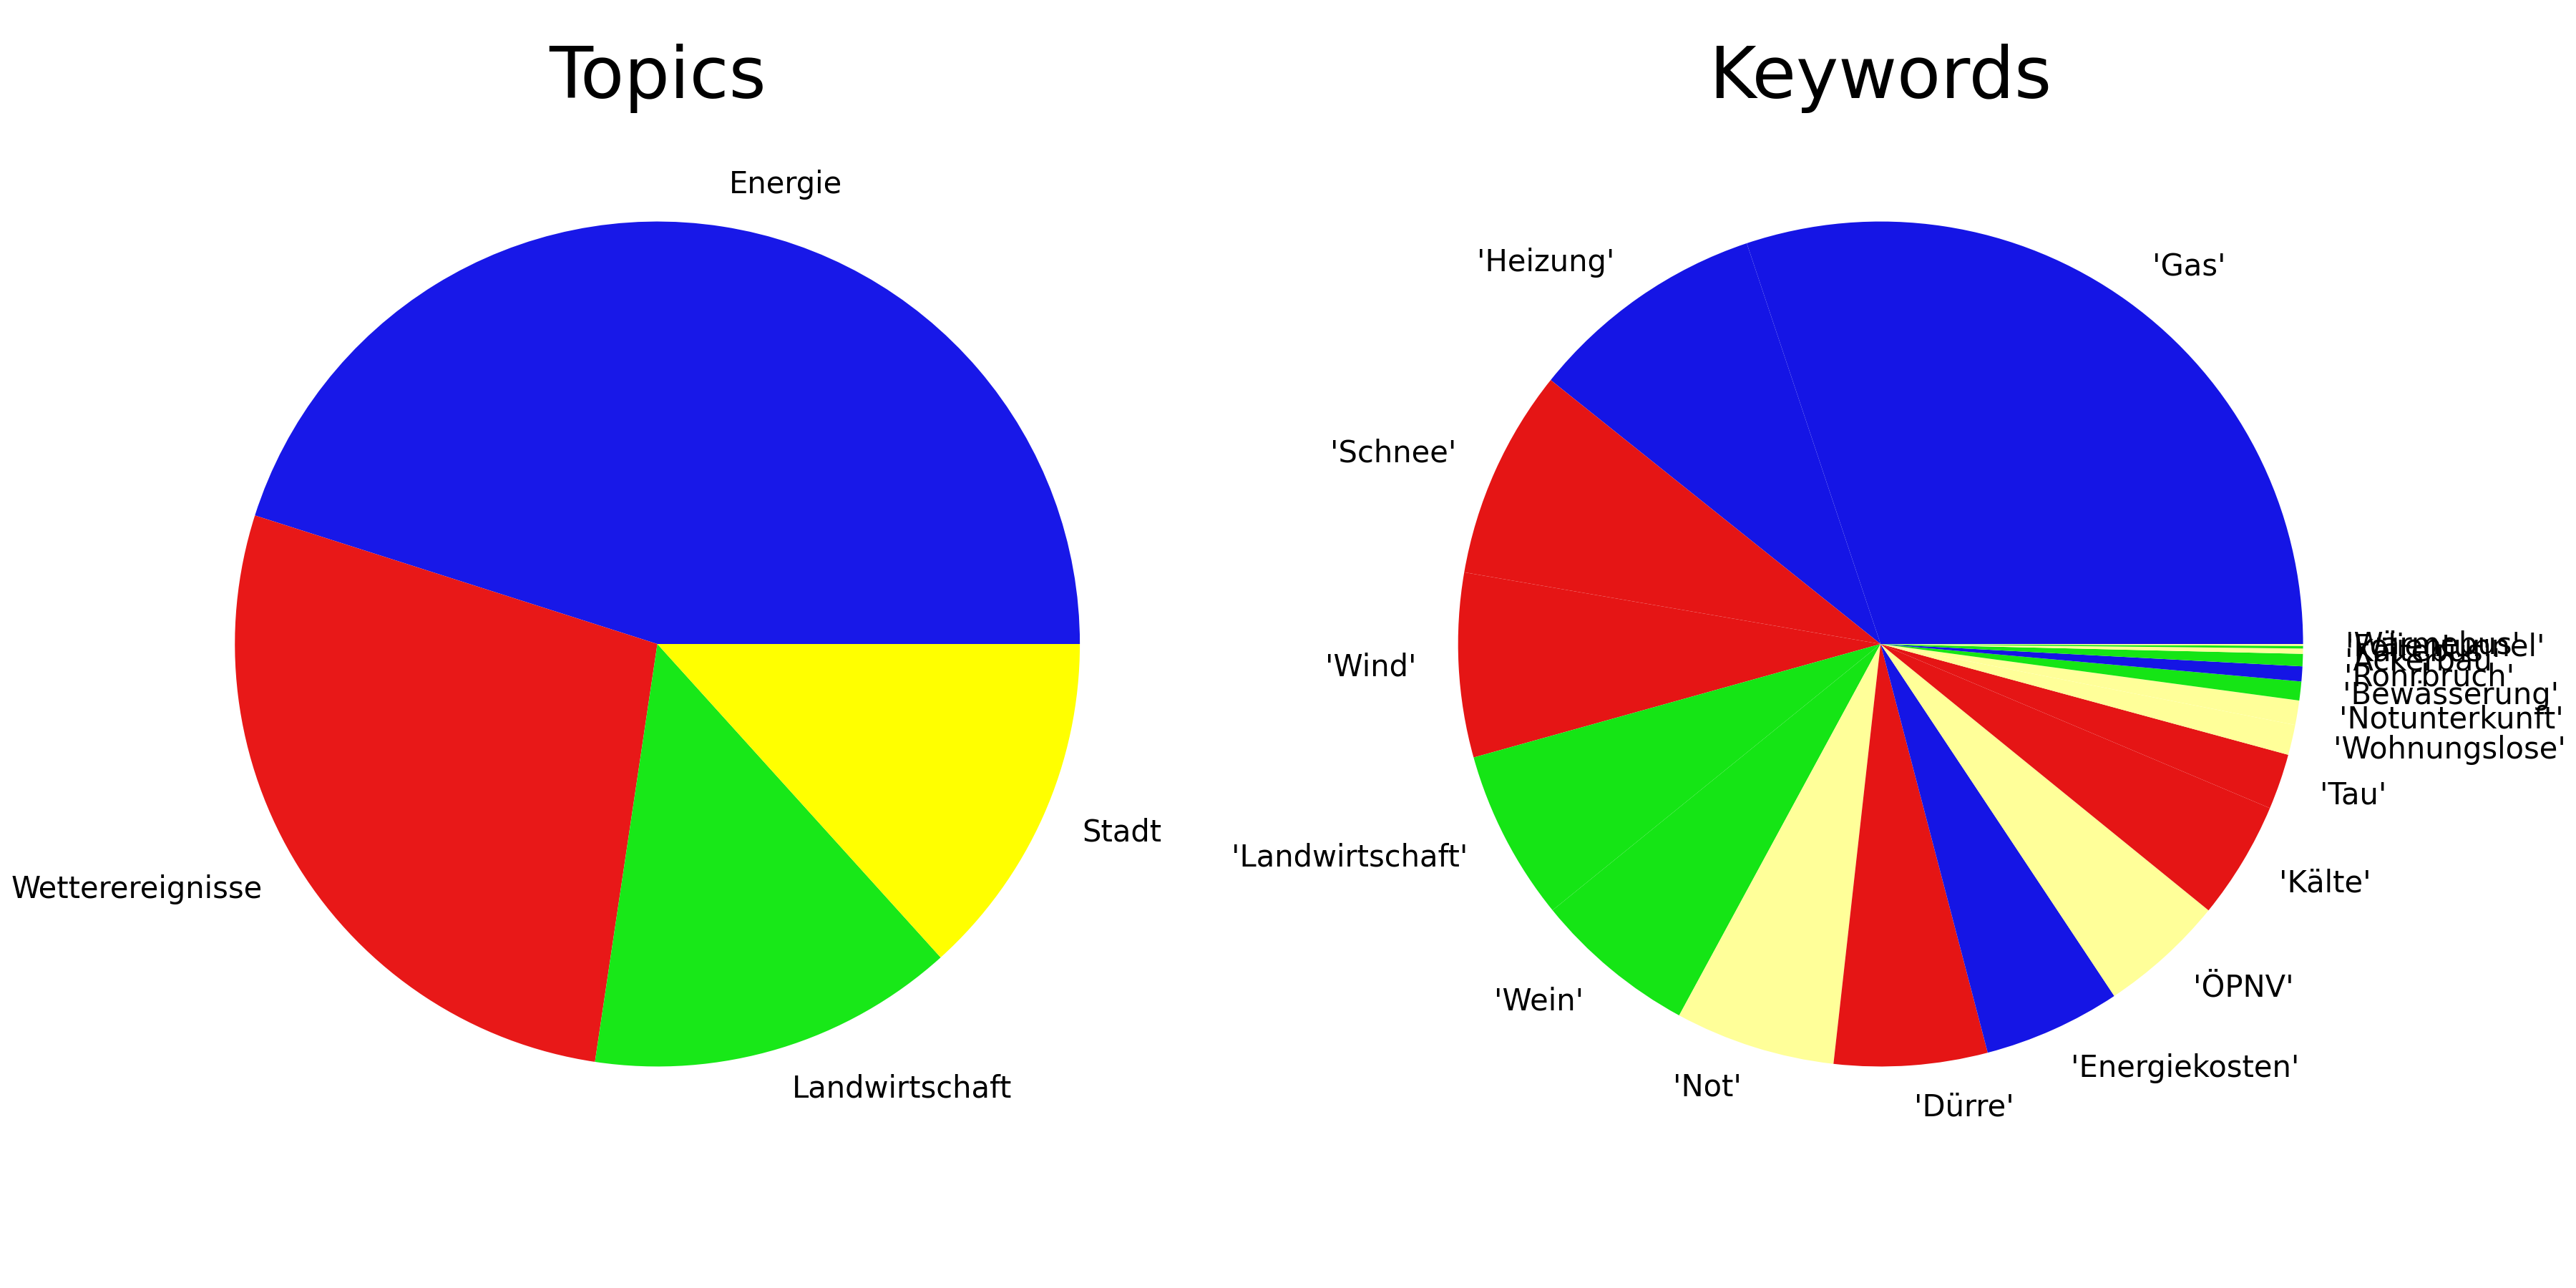 Topics
Keywords
Energie
Wetterereignisse
Landwirtschaft
Stadt
'Gas'
'Heizung'
'Schnee'
'Wind'
'Landwirtschaft'
'Wein'
'Not'
'Dürre'
'Energiekosten'
'ÖPNV'
'Kälte'
'Tau'
'Wohnungslose'
'Notunterkunft'
'Bewässerung'
'Rohrbruch'
'Wärmebus'